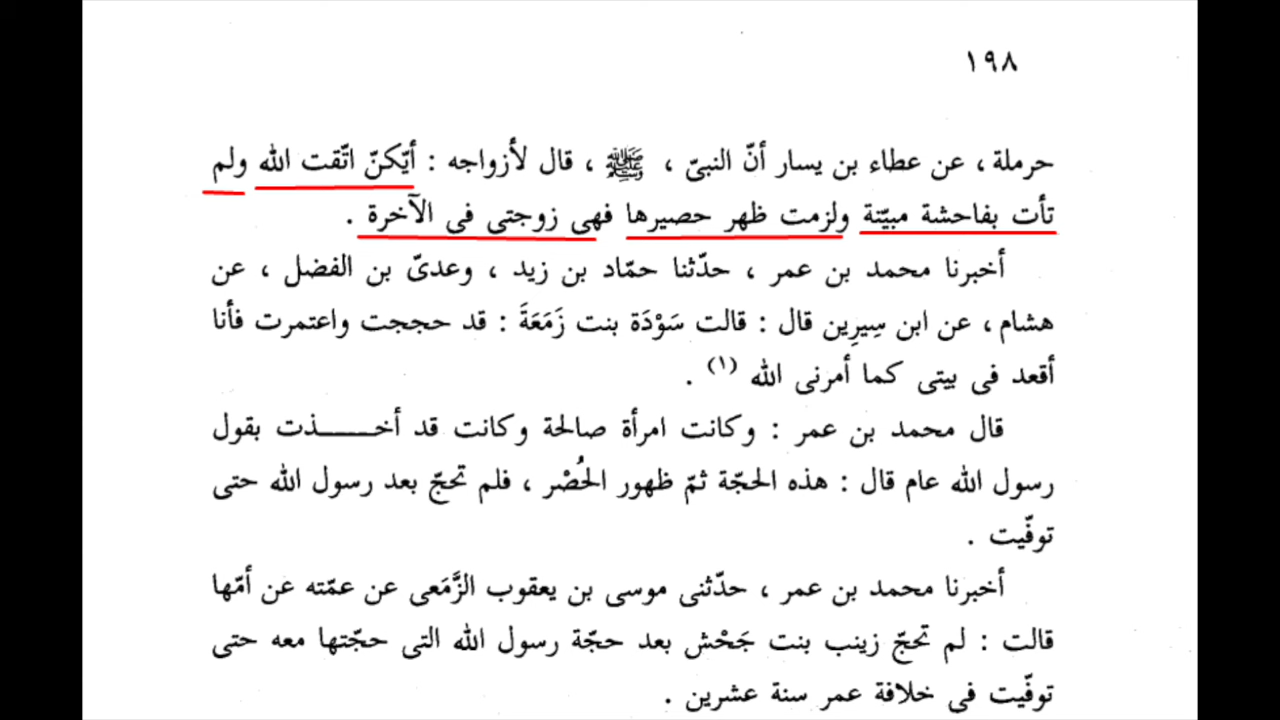 ١٩٨
حرملة ، عن عطاء بن يسار أنّ النبىّ ، ﷺ ، قال لأزواجه : أيّكنّ اتّقت الله ولم
تأت بفاحشة مبيّتة ولزمت ظهر حصيرها فهى زوجتى فى الآخرة .
أخبرنا محمد بن عمر ، حدّثنا حمّاد بن زيد ، وعدىّ بن الفضل ، عن
هشام ، عن ابن سِيرِين قال : قالت سَوْدَة بنت زَمَعَةَ : قد حججت واعتمرت فأنا
أقعد فى بيتى كما أمرنى الله (١) .
قال محمد بن عمر : وكانت امرأة صالحة وكانت قد أخـــــذت بقول
رسول الله عام قال : هذه الحجّة ثمّ ظهور الحُصْر ، فلم تحجّ بعد رسول الله حتى
توفّيت .
أخبرنا محمد بن عمر ، حدّثنى موسى بن يعقوب الزَّمَعى عن عمّته عن أمّها
قالت : لم تحجّ زينب بنت جَحْش بعد حجّة رسول الله التى حجّتها معه حتى
توفّيت فى خلافة عمر سنة عشرين .